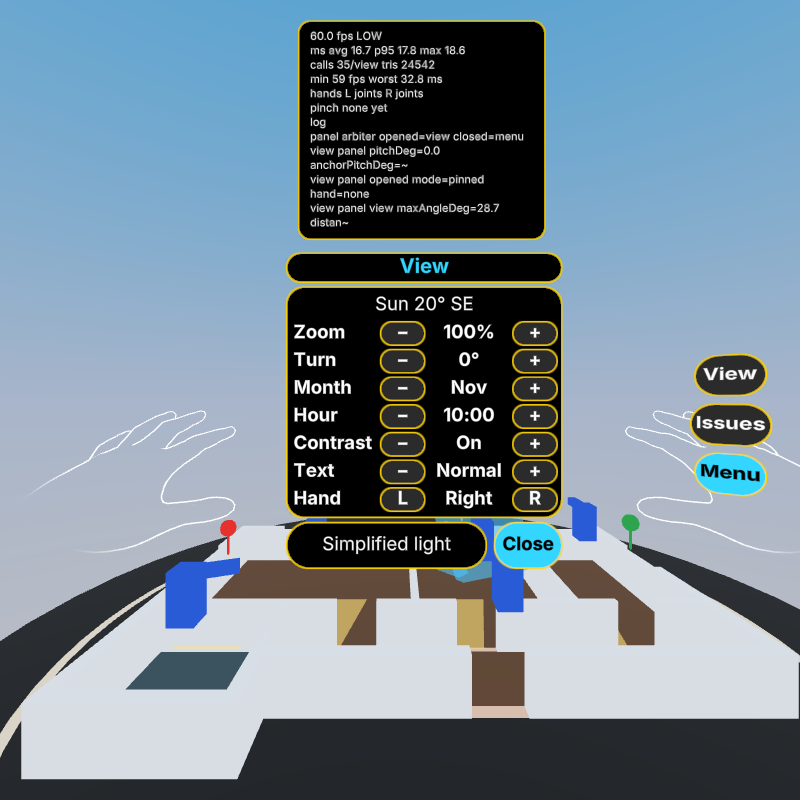 60.0 fps LOW
ms avg 16.7 p95 17.8 max 18.6
calls 35/view tris 24542
min 59 fps worst 32.8 ms
hands L joints R joints
pinch none yet
log
panel arbiter opened=view closed=menu
view panel pitchDeg=0.0
anchorPitchDeg=~
view panel opened mode=pinned
hand=none
view panel view maxAngleDeg=28.7
distan~
View
Sun 20° SE
Zoom − 100% +
Turn − 0° +
Month − Nov +
Hour − 10:00 +
Contrast − On +
Text − Normal +
Hand L Right R
Simplified light Close
View
Issues
Menu